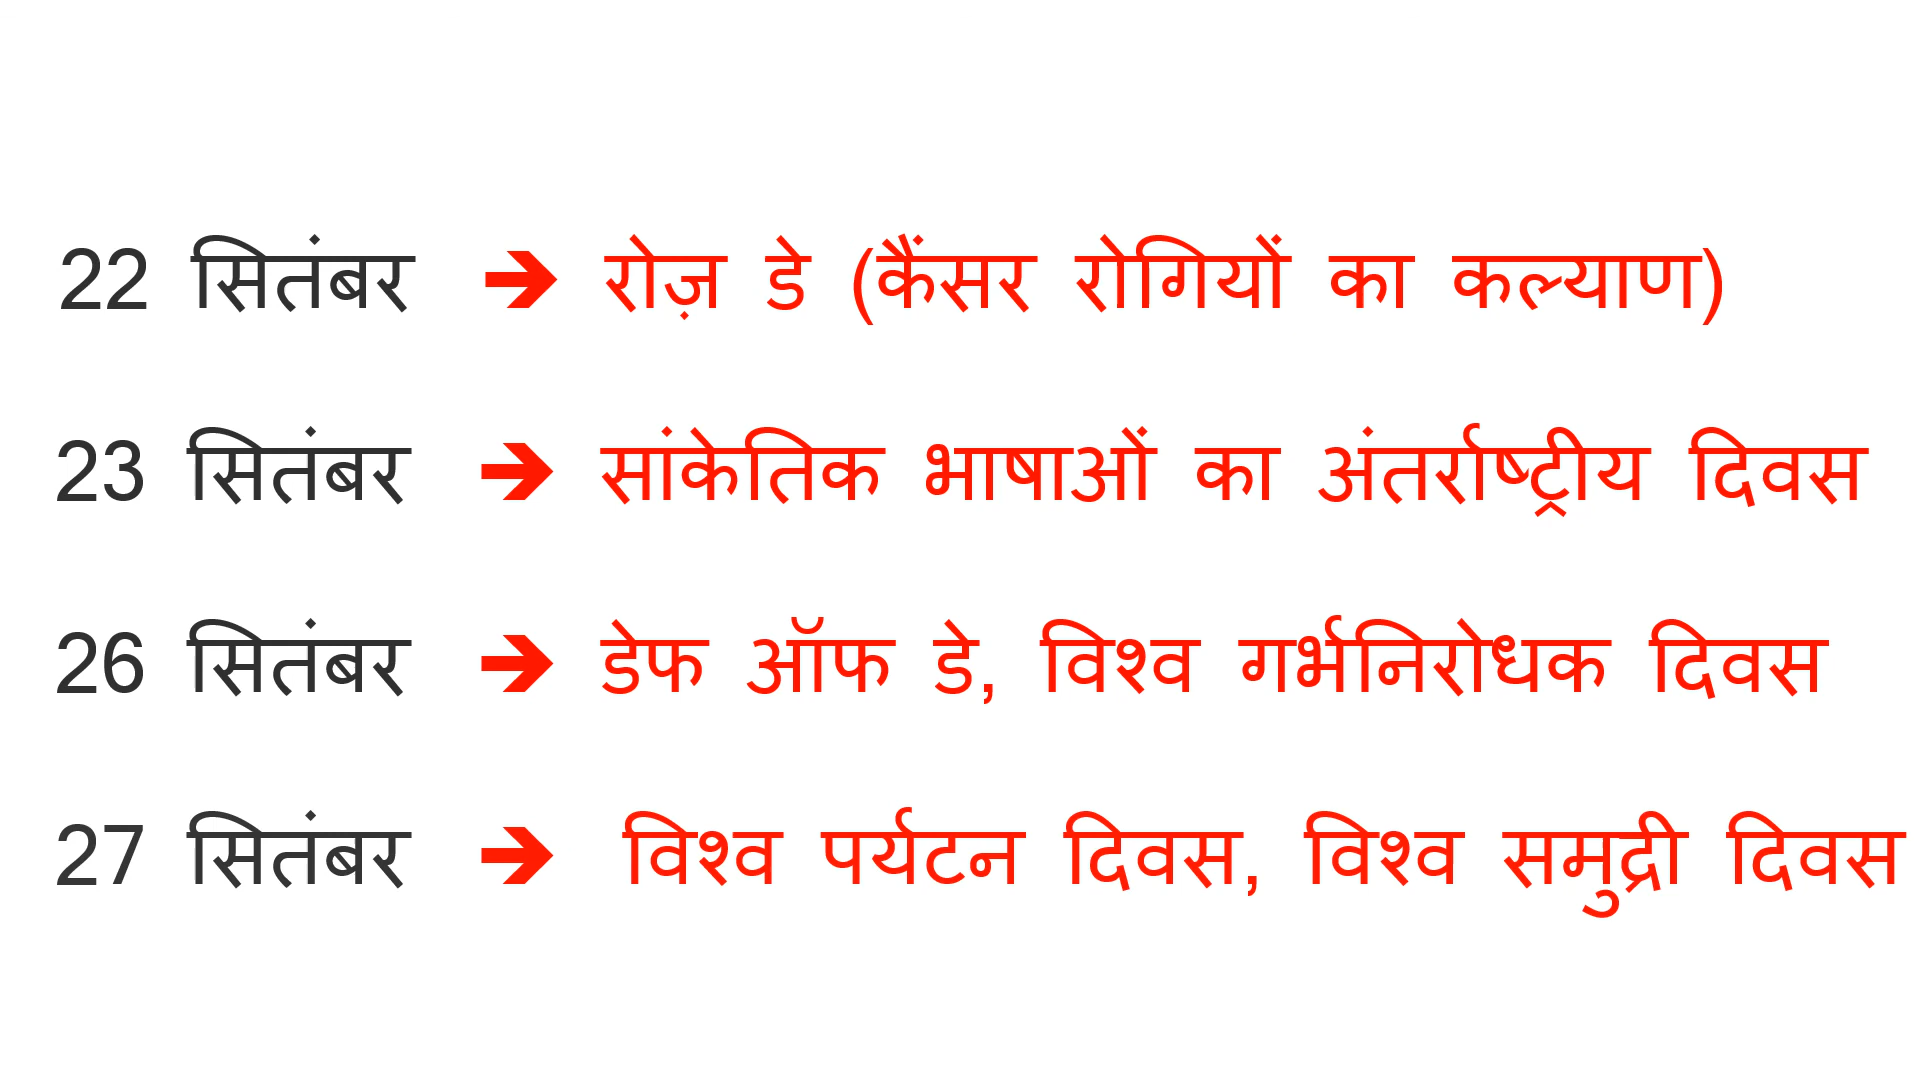 22 सितंबर 🡺 रोज़ डे (कैंसर रोगियों का कल्याण)
23 सितंबर 🡺 सांकेतिक भाषाओं का अंतर्राष्ट्रीय दिवस
26 सितंबर 🡺 डेफ ऑफ डे, विश्व गर्भनिरोधक दिवस
27 सितंबर 🡺 विश्व पर्यटन दिवस, विश्व समुद्री दिवस